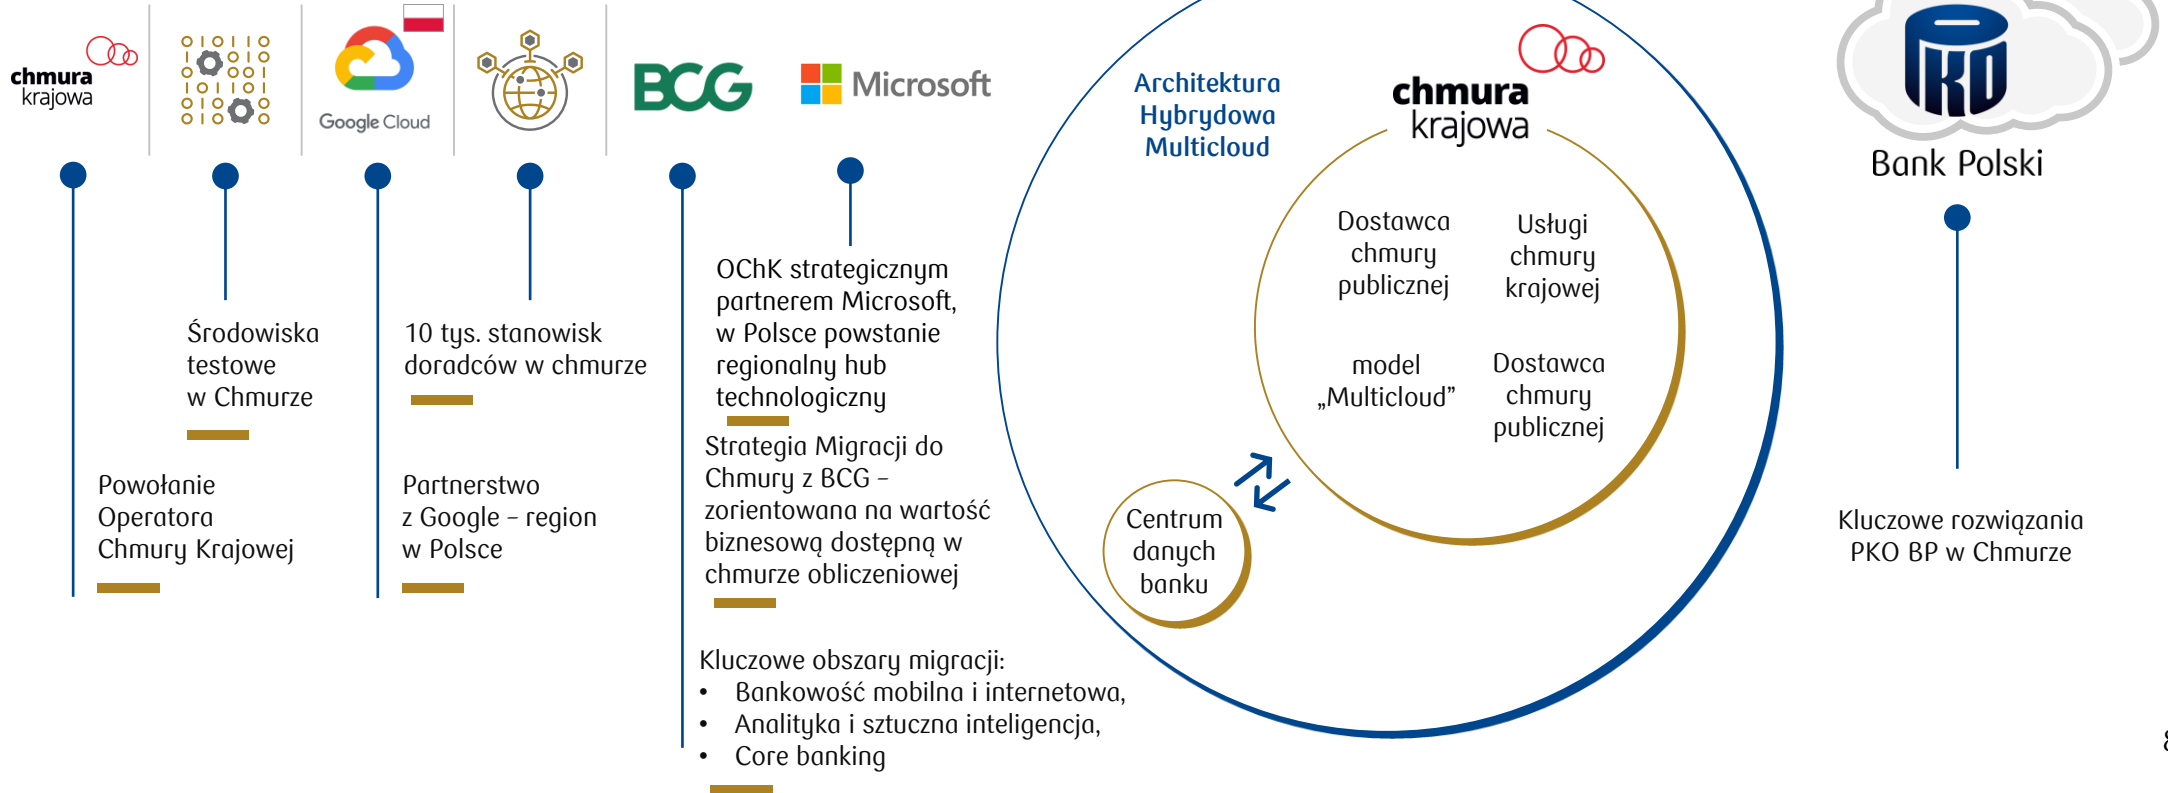 chmura
krajowa
Google Cloud
BCG
Microsoft
Środowiska
testowe
w Chmurze
10 tys. stanowisk
doradców w chmurze
OChK strategicznym
partnerem Microsoft,
w Polsce powstanie
regionalny hub
technologiczny
Powołanie
Operatora
Chmury Krajowej
Partnerstwo
z Google – region
w Polsce
Strategia Migracji do
Chmury z BCG –
zorientowana na wartość
biznesową dostępną w
chmurze obliczeniowej
Kluczowe obszary migracji:
• Bankowość mobilna i internetowa,
• Analityka i sztuczna inteligencja,
• Core banking
Architektura
Hybrydowa
Multicloud
chmura
krajowa
Dostawca
chmury
publicznej
Usługi
chmury
krajowej
model
„Multicloud”
Dostawca
chmury
publicznej
Centrum
danych
banku
PKO
Bank Polski
Kluczowe rozwiązania
PKO BP w Chmurze